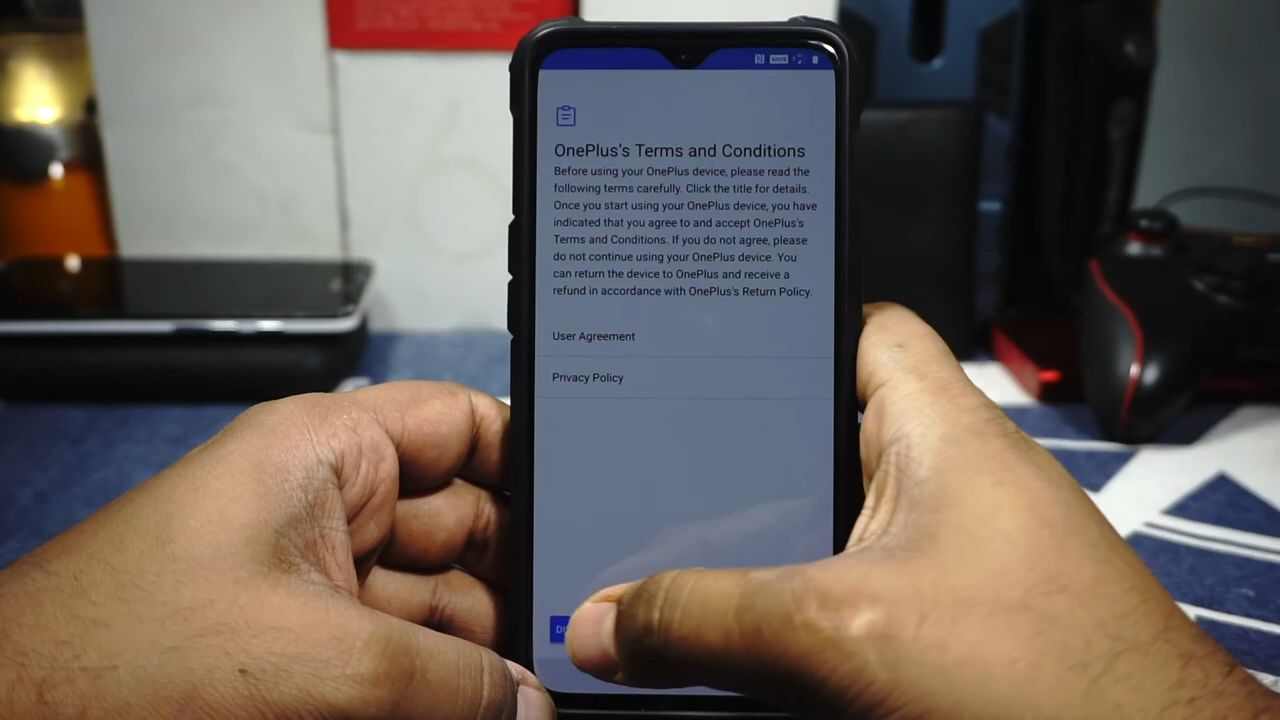 OnePlus's Terms and Conditions
Before using your OnePlus device, please read the
following terms carefully. Click the title for details.
Once you start using your OnePlus device, you have
indicated that you agree to and accept OnePlus's
Terms and Conditions. If you do not agree, please
do not continue using your OnePlus device. You
can return the device to OnePlus and receive a
refund in accordance with OnePlus's Return Policy.
User Agreement
Privacy Policy